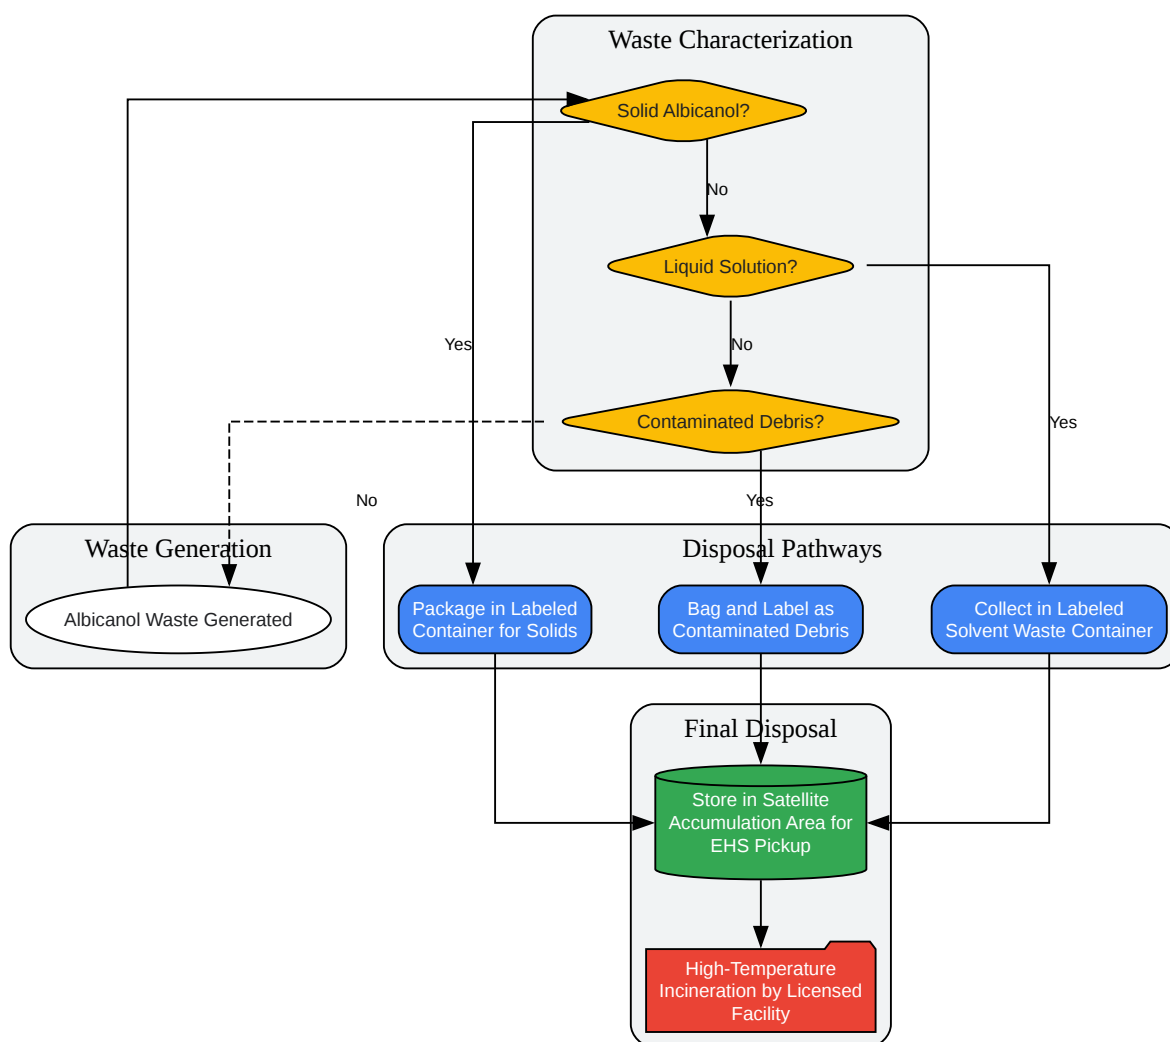 Waste Characterization
Solid Albicanol?
No
Liquid Solution?
Yes
No
Contaminated Debris?
Yes
No
Yes
Waste Generation
Disposal Pathways
Albicanol Waste Generated
Package in Labeled
Container for Solids
Bag and Label as
Contaminated Debris
Collect in Labeled
Solvent Waste Container
Final Disposal
Store in Satellite
Accumulation Area for
EHS Pickup
High-Temperature
Incineration by Licensed
Facility